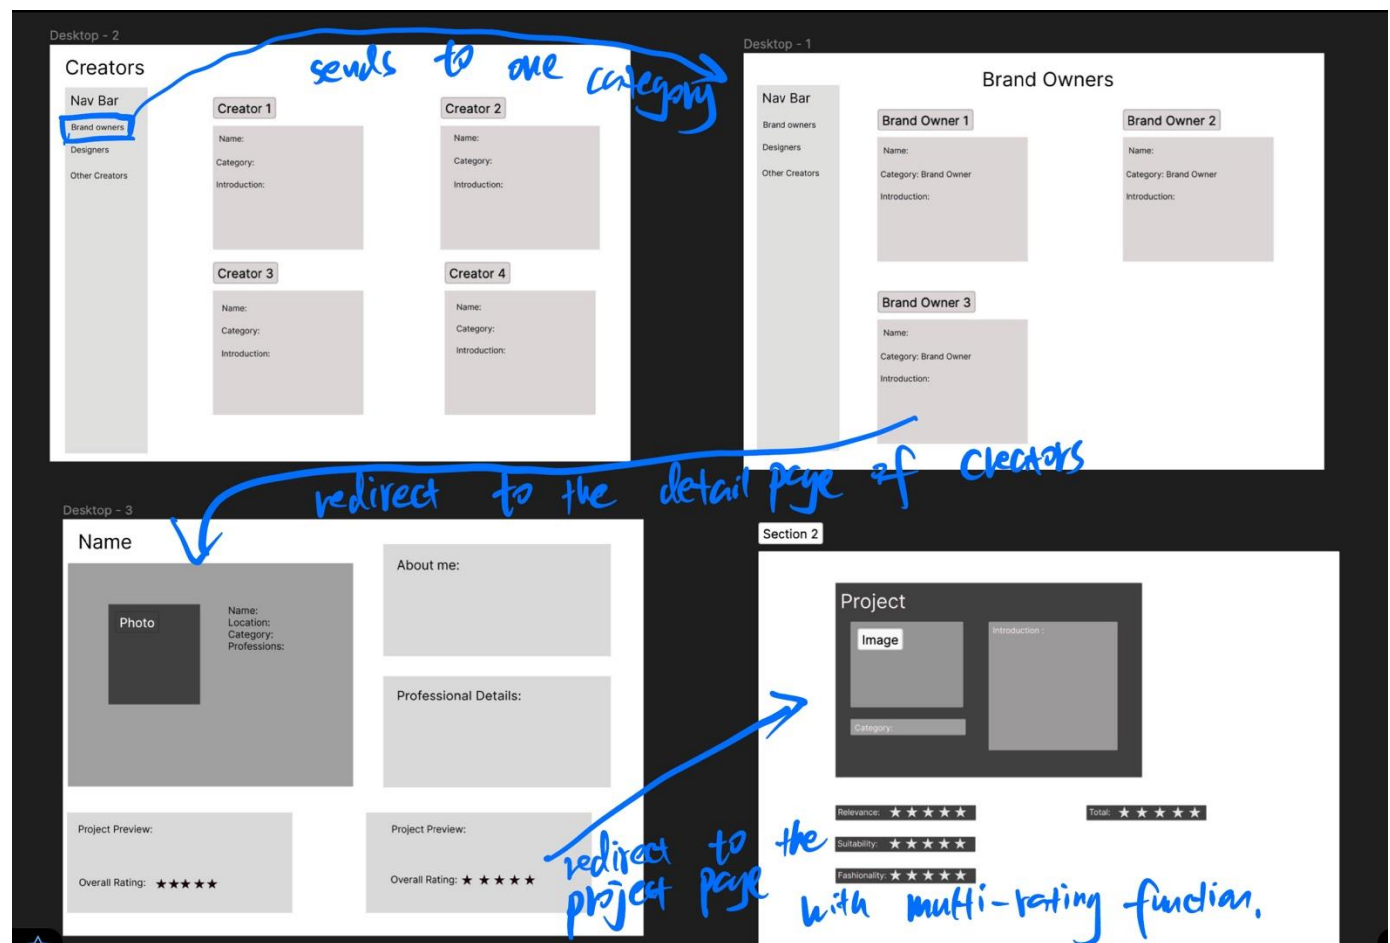 Desktop - 2
Creators
Nav Bar
Brand owners
Designers
Other Creators
Creator 1
Name:
Category:
Introduction:
Creator 2
Name:
Category:
Introduction:
Creator 3
Name:
Category:
Introduction:
Creator 4
Name:
Category:
Introduction:
sends to one category
Desktop - 1
Brand Owners
Nav Bar
Brand owners
Designers
Other Creators
Brand Owner 1
Name:
Category: Brand Owner
Introduction:
Brand Owner 2
Name:
Category: Brand Owner
Introduction:
Brand Owner 3
Name:
Category: Brand Owner
Introduction:
redirect to the detail page of creators
Desktop - 3
Name
Photo
Name:
Location:
Category:
Professions:
About me:
Professional Details:
Project Preview:
Overall Rating: ★★★★★
Project Preview:
Overall Rating: ★ ★ ★ ★ ★
redirect to the
project page
with multi-rating function.
Section 2
Project
Image
Category:
Introduction :
Relevance: ★ ★ ★ ★ ★
Suitability: ★ ★ ★ ★ ★
Fashionality: ★ ★ ★ ★ ★
Total: ★ ★ ★ ★ ★